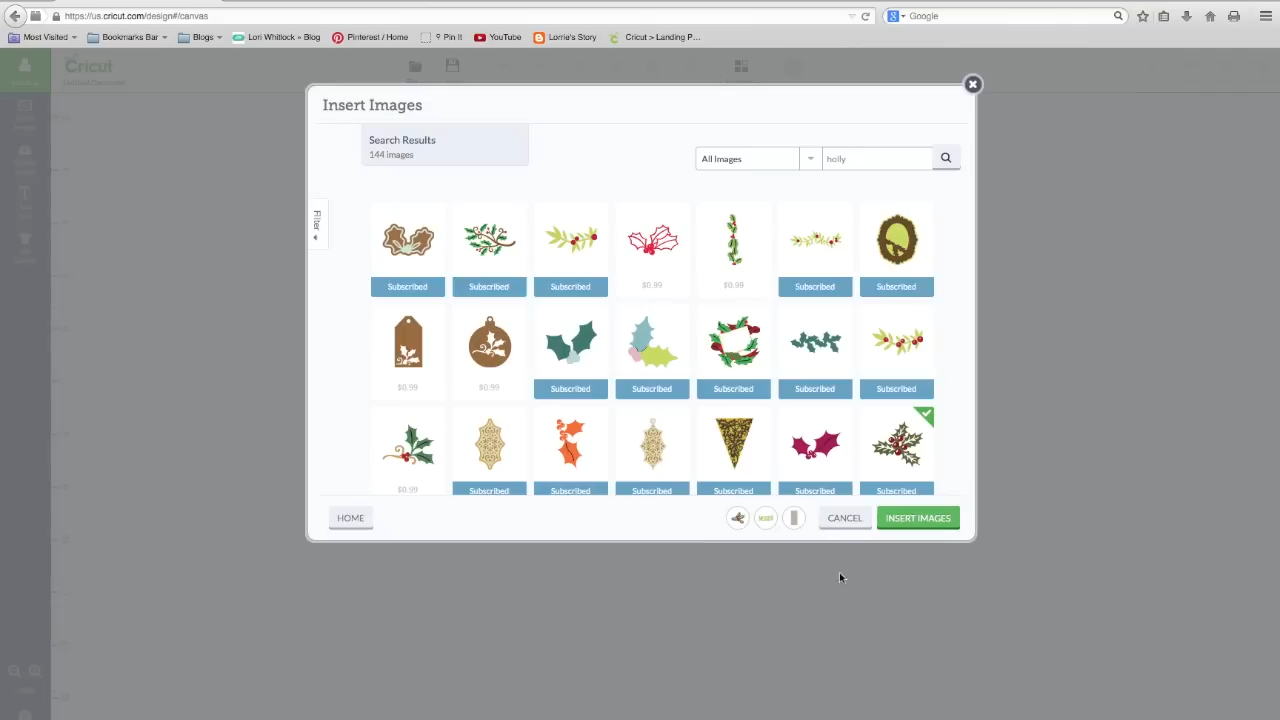 https://us.cricut.com/design#/canvas
Google
Most Visited
Bookmarks Bar
Blogs
Lori Whitlock » Blog
Pinterest / Home
Pin It
YouTube
Lorrie's Story
Cricut > Landing P...
Cricut
Insert Images
Search Results
144 images
All Images
holly
Filter
Subscribed
Subscribed
Subscribed
$0.99
$0.99
Subscribed
Subscribed
$0.99
$0.99
Subscribed
Subscribed
Subscribed
Subscribed
Subscribed
$0.99
Subscribed
Subscribed
Subscribed
Subscribed
Subscribed
Subscribed
HOME
CANCEL
INSERT IMAGES